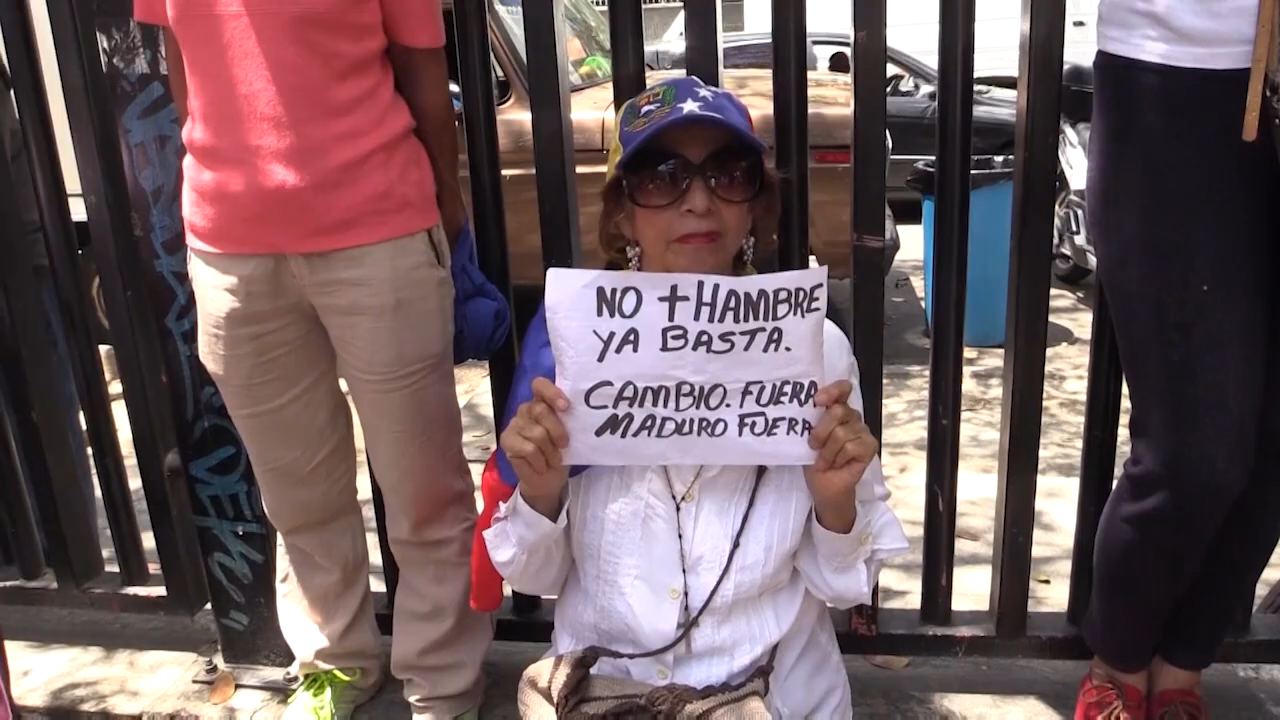 NO + HAMBRE
YA BASTA.
CAMBIO. FUERA
MADURO FUERA